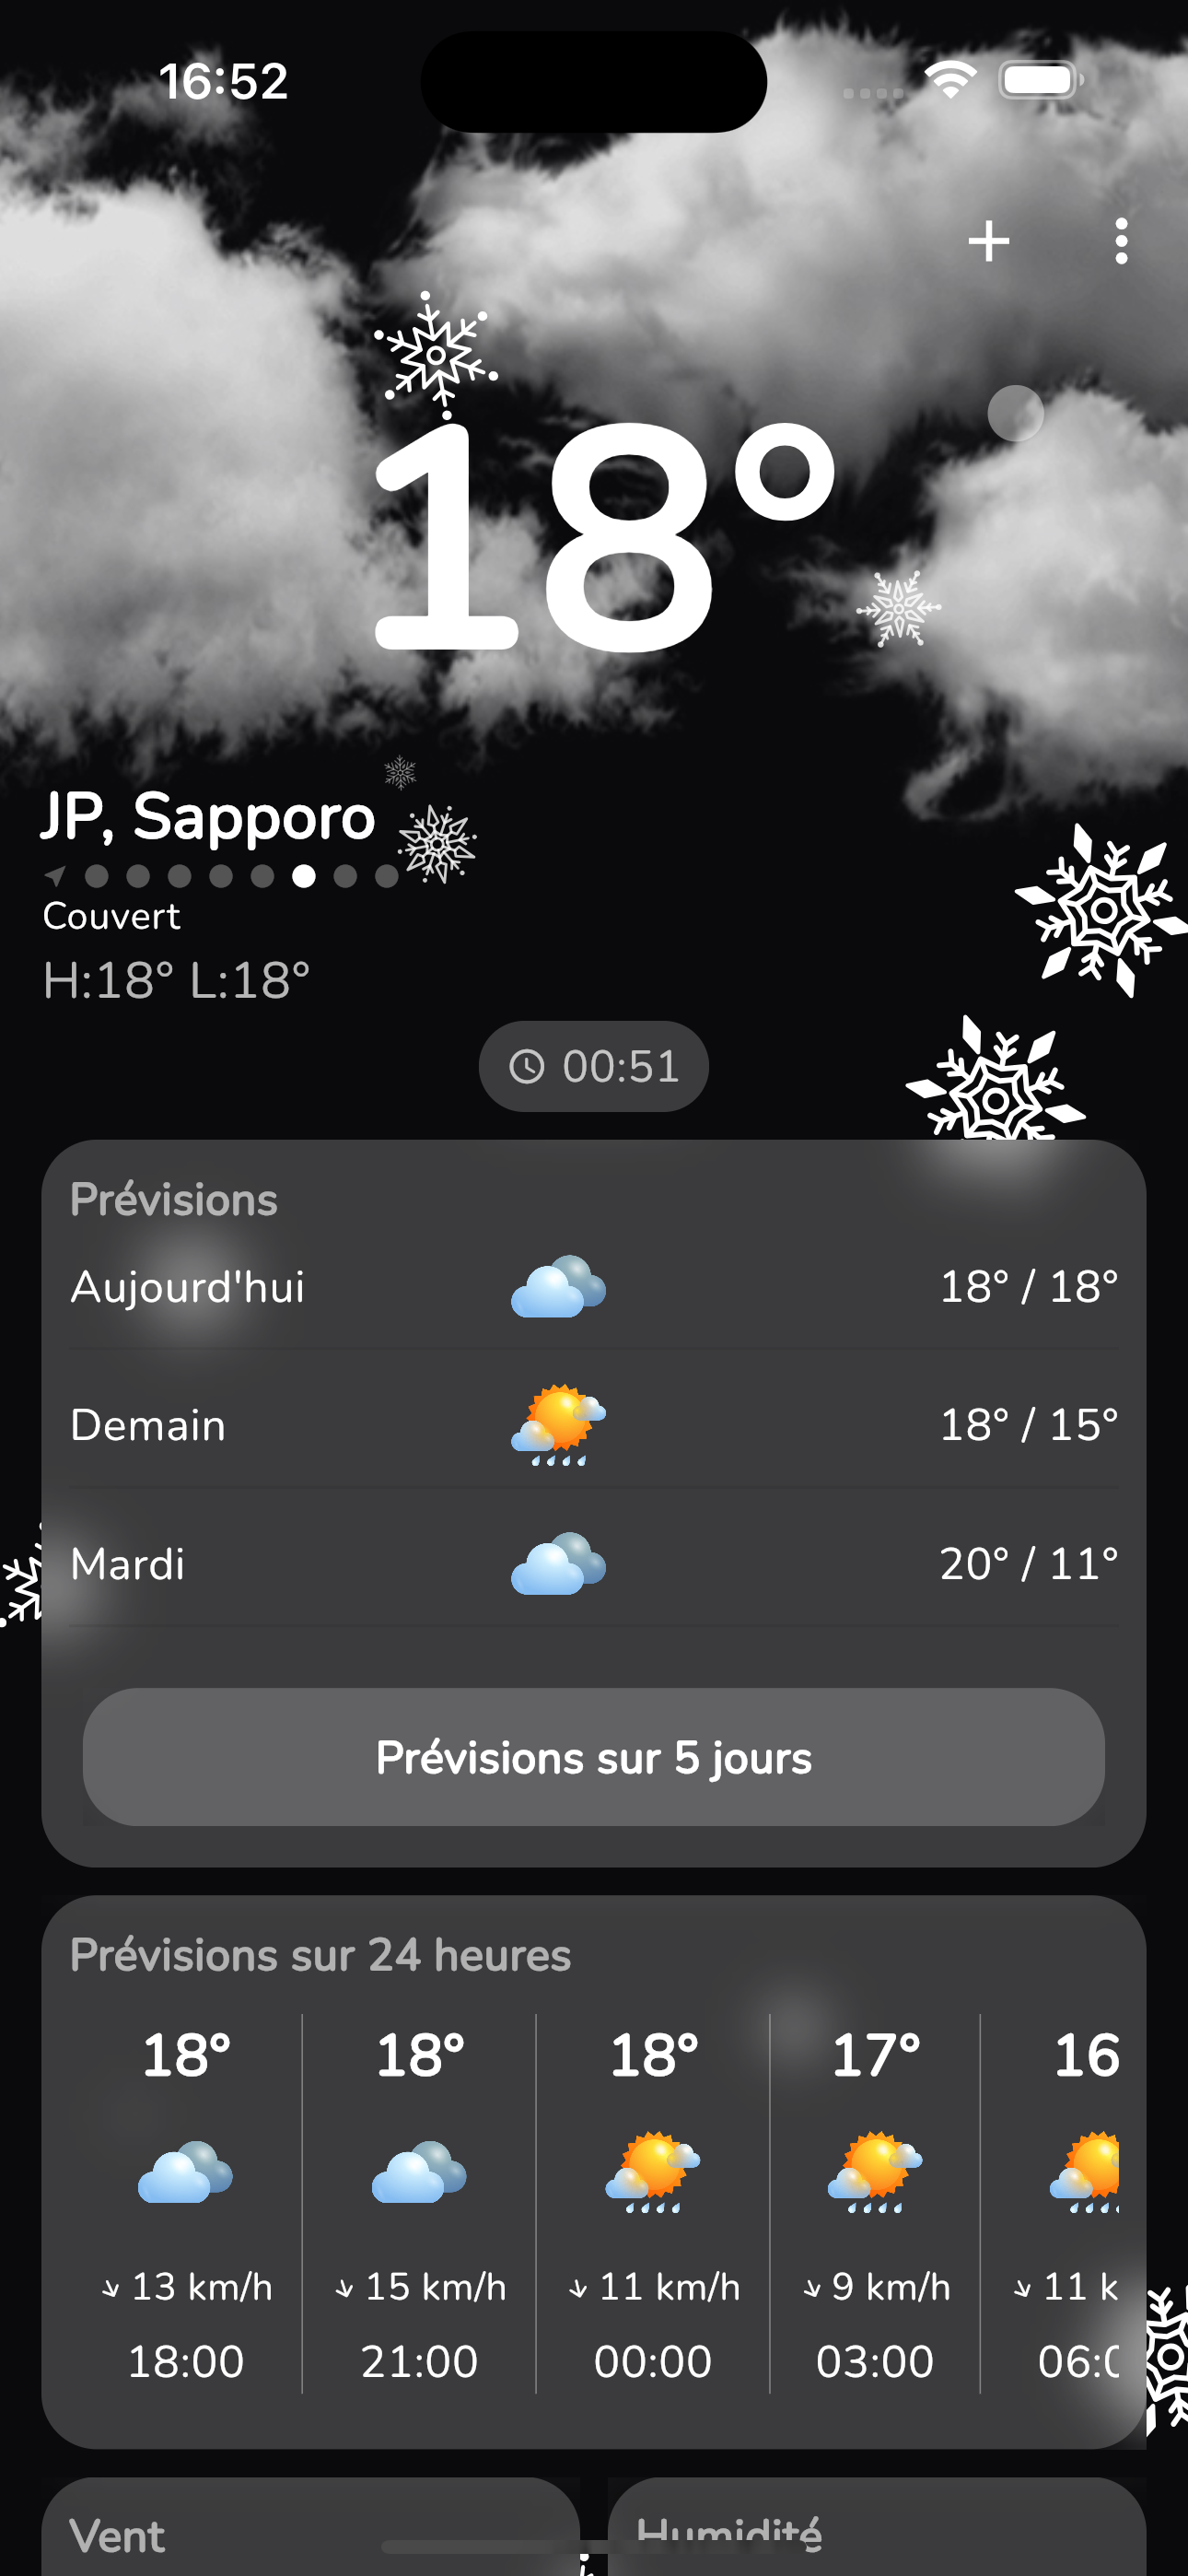 16:52
18°
JP, Sapporo
Couvert
H:18° L:18°
00:51
Prévisions
Aujourd'hui 18° / 18°
Demain 18° / 15°
Mardi 20° / 11°
Prévisions sur 5 jours
Prévisions sur 24 heures
18° 18° 18° 17° 16
13 km/h 15 km/h 11 km/h 9 km/h 11 k
18:00 21:00 00:00 03:00 06:0
Vent Humidité